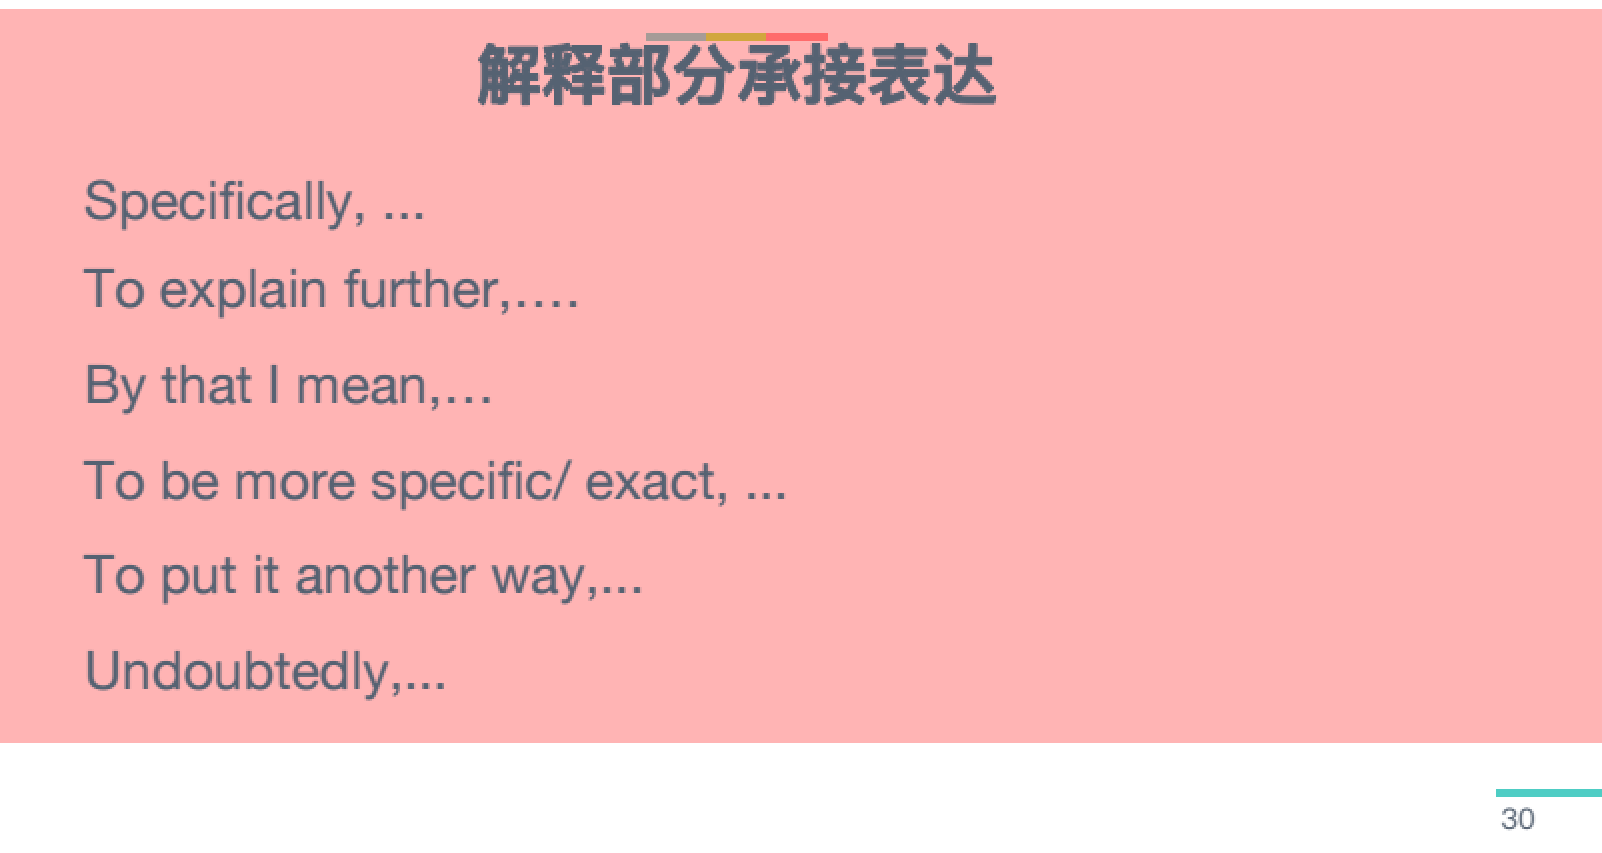 解释部分承接表达
Specifically, ...
To explain further,....
By that I mean,...
To be more specific/ exact, ...
To put it another way,...
Undoubtedly,...
30